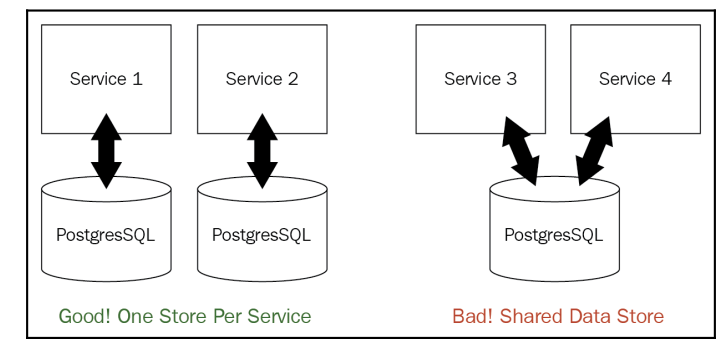 Service 1
Service 2
Service 3
Service 4
PostgresSQL
PostgresSQL
PostgresSQL
Good! One Store Per Service
Bad! Shared Data Store